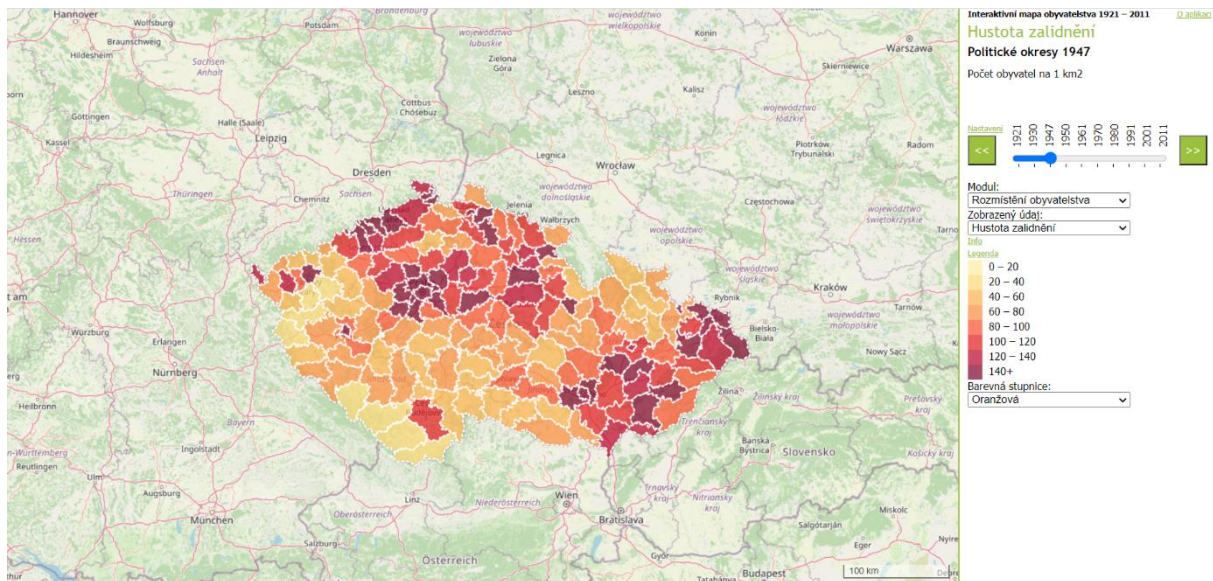 Interaktivní mapa obyvatelstva 1921 – 2011
O aplikaci
Hustota zalidnění
Politické okresy 1947
Počet obyvatel na 1 km2
Nastavení
<<
1921
1930
1947
1950
1961
1970
1980
1991
2001
2011
>>
Modul:
Rozmístění obyvatelstva
Zobrazený údaj:
Hustota zalidnění
Info
Legenda
0 – 20
20 – 40
40 – 60
60 – 80
80 – 100
100 – 120
120 – 140
140+
Barevná stupnice:
Oranžová
Hannover
Wolfsburg
Potsdam
Brandenburg
województwo
lubuskie
województwo
wielkopolskie
Konin
Warszawa
Braunschweig
Hildesheim
Sachsen-
Anhalt
Zielona
Góra
Skierniewice
Cottbus
Chóśebuz
Leszno
Kalisz
województwo
łódzkie
Göttingen
Halle (Saale)
Leipzig
Kassel
Piotrków
Trybunalski
Radom
Legnica
Wrocław
Dresden
Chemnitz
Sachsen
Thüringen
Jelenia
województwo
dolnośląskie
Wałbrzych
Częstochowa
województwo
świętokrzyskie
województwo
opolskie
Hessen
województwo
śląskie
Rybnik
Kraków
Tarnów
województwo
małopolskie
Bielsko-
Biała
Würzburg
Erlangen
Nürnberg
Nowy Sącz
Žilina
Žilinský kraj
Prešovský
kraj
Heilbronn
Bayern
Trenčiansky
kraj
Banská
Bystrica
Slovensko
Košický kraj
n-Württemberg
Reutlingen
Ingolstadt
Ulm
Augsburg
München
Linz
Oberösterreich
Niederösterreich
Wien
Bratislava
Trnavský
kraj
Nitriansky
kraj
Miskolc
Salgótarján
Salzburg
Österreich
Győr
Eger
Tatabánya
Budapest
100 km